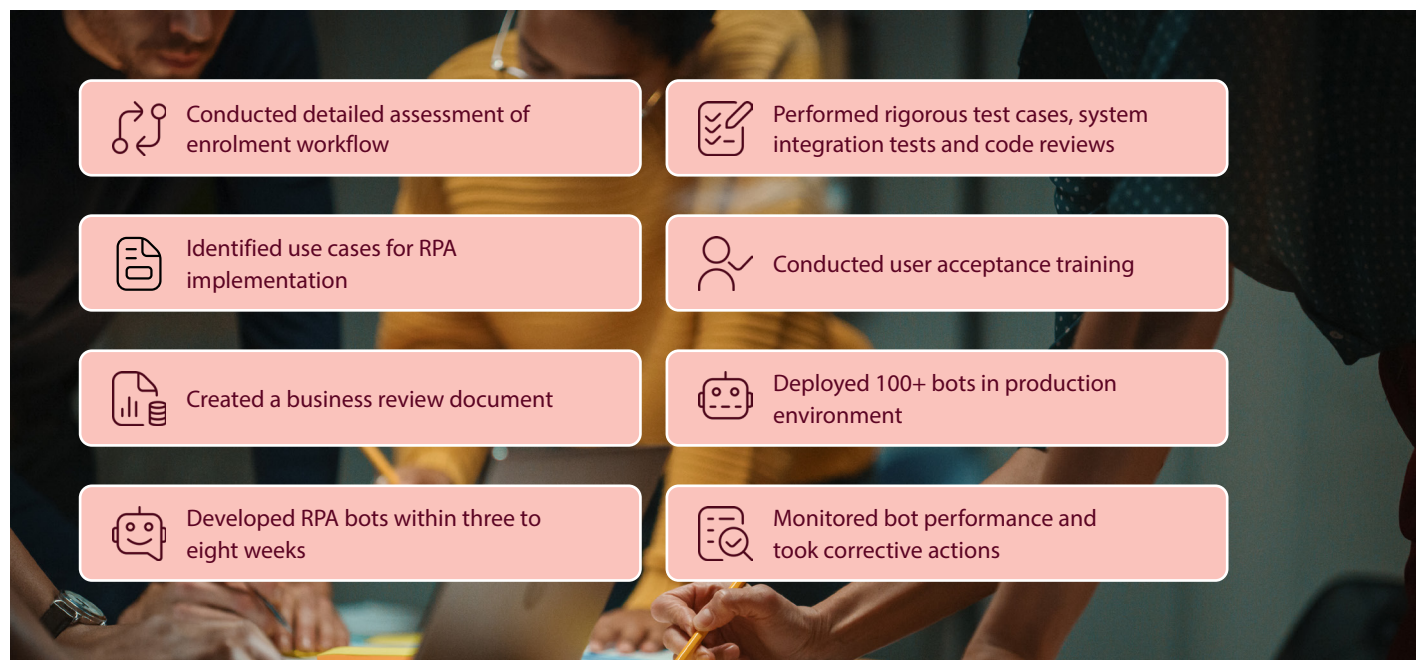 Conducted detailed assessment of
enrolment workflow
Identified use cases for RPA
implementation
Created a business review document
Developed RPA bots within three to
eight weeks
Performed rigorous test cases, system
integration tests and code reviews
Conducted user acceptance training
Deployed 100+ bots in production
environment
Monitored bot performance and
took corrective actions